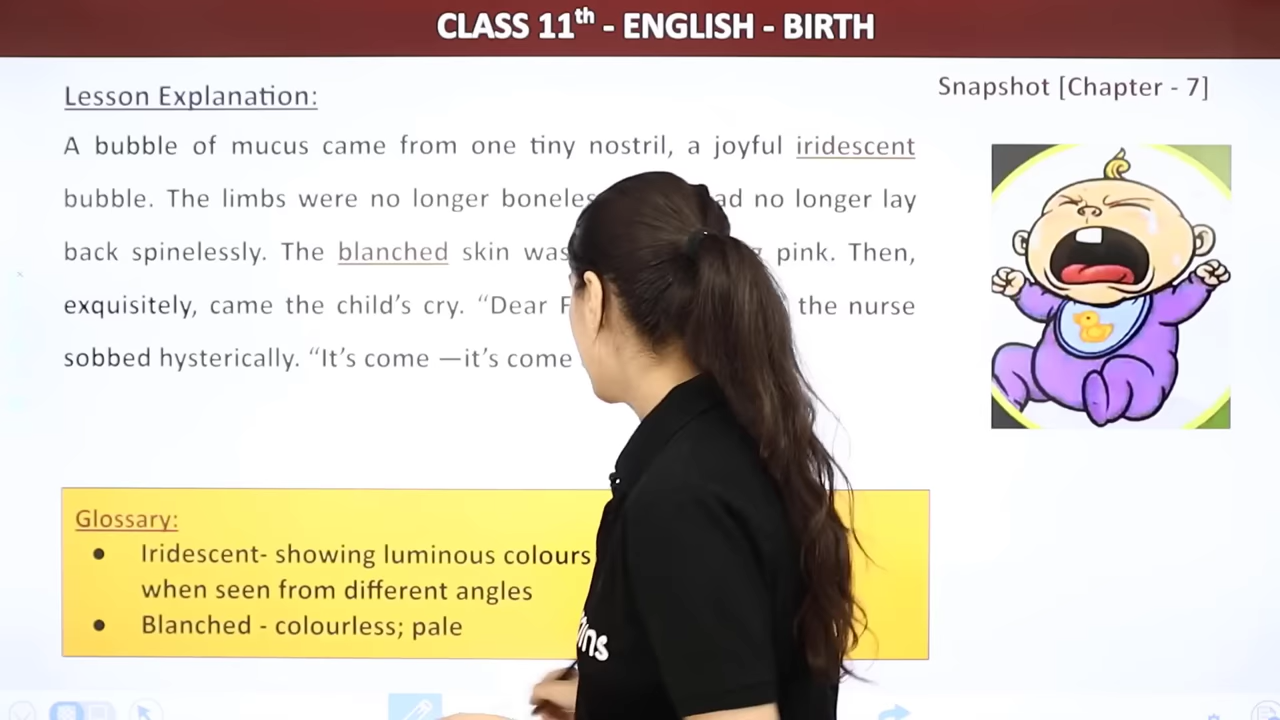 CLASS 11th - ENGLISH - BIRTH
Snapshot [Chapter - 7]
Lesson Explanation:
A bubble of mucus came from one tiny nostril, a joyful iridescent
bubble. The limbs were no longer no longer lay
back spinelessly. The blanched skin was pink. Then,
exquisitely, came the child’s cry. “Dear the nurse
sobbed hysterically. “It’s come —it’s come
Glossary:
● Iridescent- showing luminous colours
when seen from different angles
● Blanched - colourless; pale